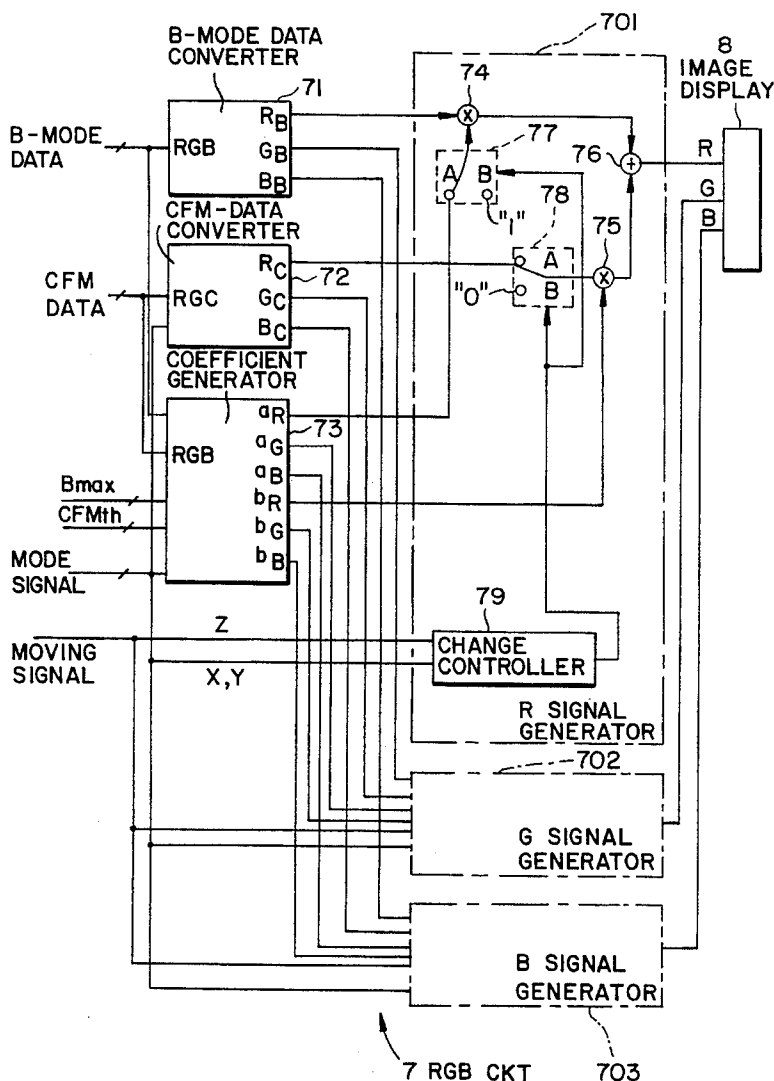 B-MODE DATA
CONVERTER
71
701
74
8
IMAGE
DISPLAY
B-MODE
DATA
RGB
RB
GB
BB
77
A B
"1"
76
R
G
B
CFM-DATA
CONVERTER
78
75
CFM
DATA
RGC
RC
72
GC
BC
A
B
"0"
COEFFICIENT
GENERATOR
RGB
aR
73
aG
aB
bR
bG
bB
Bmax
CFMth
MODE
SIGNAL
MOVING
SIGNAL
Z
X,Y
79
CHANGE
CONTROLLER
R SIGNAL
GENERATOR
702
G SIGNAL
GENERATOR
B SIGNAL
GENERATOR
7 RGB CKT
703